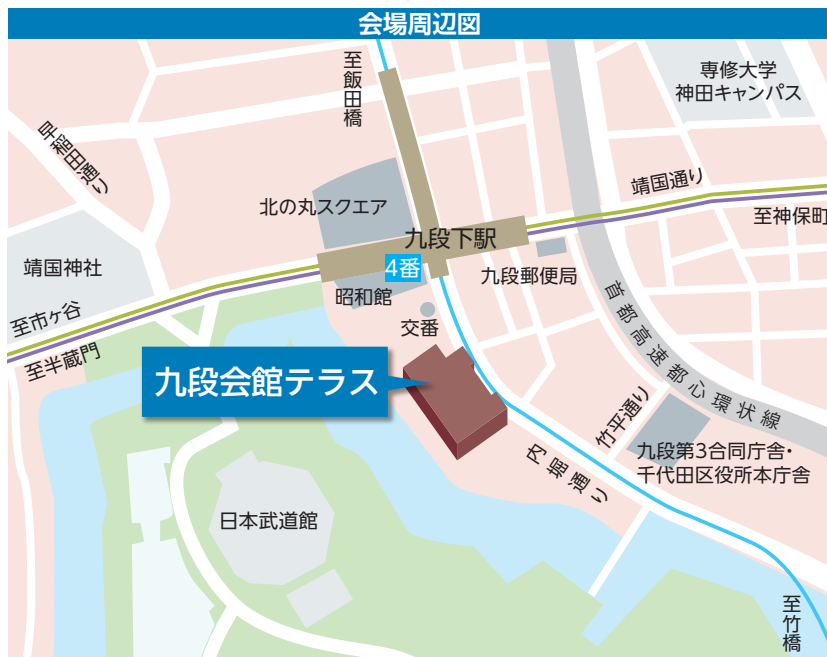 会場周辺図
至飯田橋
専修大学
神田キャンパス
早稲田通り
靖国通り
北の丸スクエア
至神保町
九段下駅
靖国神社
4番
九段郵便局
昭和館
至市ヶ谷
交番
首都高速都心環状線
至半蔵門
九段会館テラス
竹平通り
内堀通り
九段第3合同庁舎・
千代田区役所本庁舎
日本武道館
至竹橋